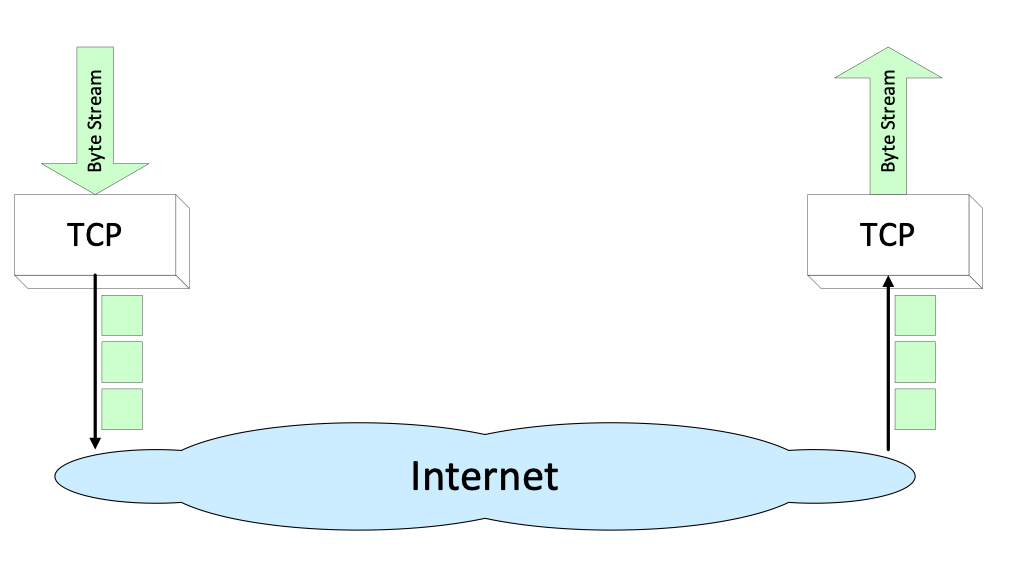 Byte Stream
Byte Stream
TCP
TCP
Internet